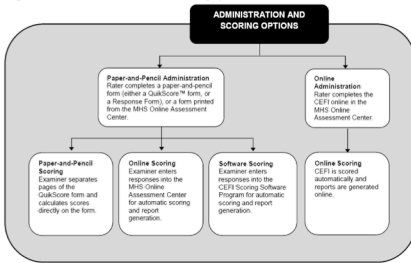 ADMINISTRATION AND
SCORING OPTIONS
Paper-and-Pencil Administration
Rater completes a paper-and-pencil
form (either a QuikScore™ form, or
a Response Form), or a form printed
from the MHS Online Assessment
Center.
Online
Administration
Rater completes the
CEFI online in the
MHS Online
Assessment Center.
Paper-and-Pencil
Scoring
Examiner separates
pages of the
QuikScore form and
calculates scores
directly on the form.
Online Scoring
Examiner enters
responses into the
MHS Online
Assessment Center
for automatic scoring
and report
generation.
Software Scoring
Examiner enters
responses into the
CEFI Scoring Software
Program for automatic
scoring and report
generation.
Online Scoring
CEFI is scored
automatically and
reports are generated
online.